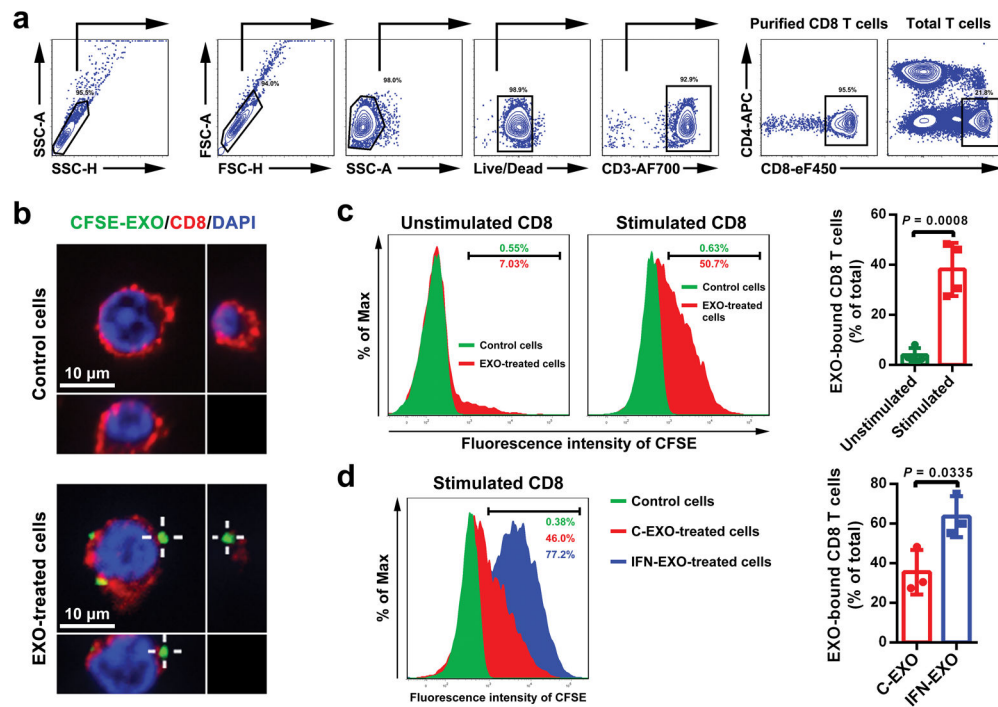 a
SSC-A
95.5%
SSC-H
FSC-A
94.0%
FSC-H
98.0%
SSC-A
98.9%
Live/Dead
92.9%
CD3-AF700
Purified CD8 T cells
Total T cells
CD4-APC
95.5%
21.8%
CD8-eF450
b
CFSE-EXO/CD8/DAPI
Control cells
10 µm
EXO-treated cells
10 µm
c
Unstimulated CD8
Stimulated CD8
% of Max
0.55%
7.03%
Control cells
EXO-treated cells
0.63%
50.7%
Control cells
EXO-treated
cells
Fluorescence intensity of CFSE
EXO-bound CD8 T cells
(% of total)
60
40
20
0
P = 0.0008
Unstimulated
Stimulated
d
Stimulated CD8
% of Max
0.38%
46.0%
77.2%
Fluorescence intensity of CFSE
Control cells
C-EXO-treated cells
IFN-EXO-treated cells
EXO-bound CD8 T cells
(% of total)
80
60
40
20
0
P = 0.0335
C-EXO
IFN-EXO